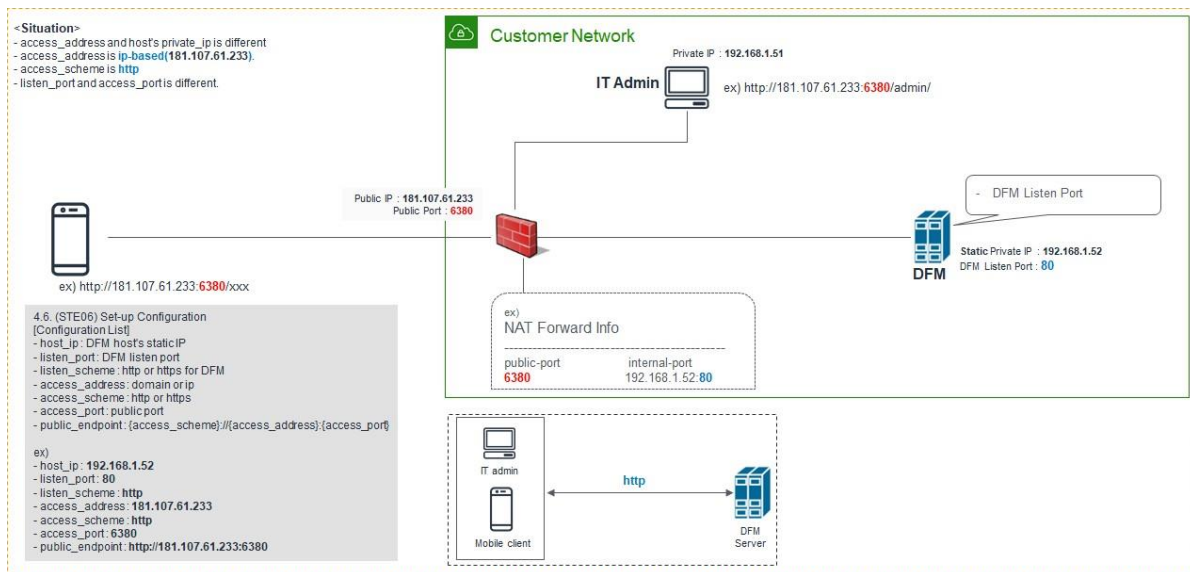 <Situation>
- access_address and host's private_ip is different
- access_address is ip-based(181.107.61.233).
- access_scheme is http
- listen_port and access_port is different.
Customer Network
Private IP : 192.168.1.51
IT Admin
ex) http://181.107.61.233:6380/admin/
Public IP : 181.107.61.233
Public Port : 6380
- DFM Listen Port
Static Private IP : 192.168.1.52
DFM Listen Port : 80
DFM
ex) http://181.107.61.233:6380/xxx
ex)
NAT Forward Info
public-port internal-port
6380 192.168.1.52:80
4.6. (STE06) Set-up Configuration
[Configuration List]
- host_ip : DFM host's static IP
- listen_port : DFM listen port
- listen_scheme : http or https for DFM
- access_address : domain or ip
- access_scheme : http or https
- access_port : public port
- public_endpoint : {access_scheme}://{access_address}:{access_port}
ex)
- host_ip : 192.168.1.52
- listen_port : 80
- listen_scheme : http
- access_address : 181.107.61.233
- access_scheme : http
- access_port : 6380
- public_endpoint : http://181.107.61.233:6380
IT admin
http
Mobile client
DFM
Server